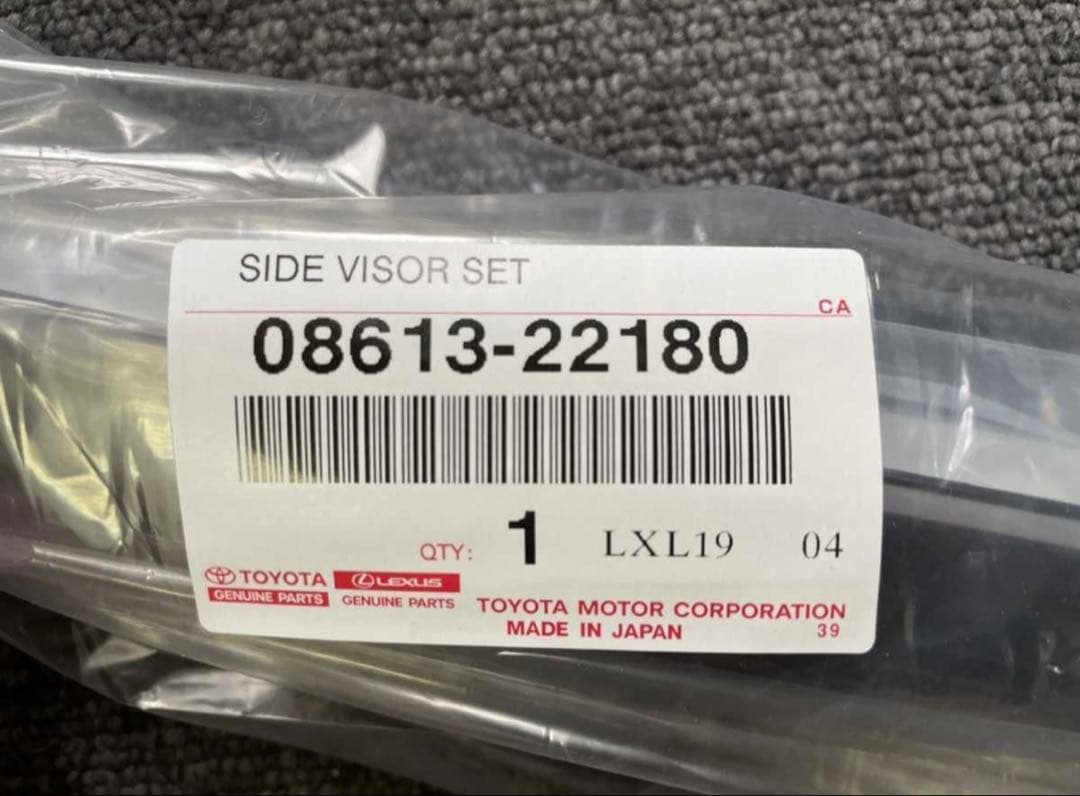 SIDE VISOR SET
CA
08613-22180
QTY: 1 LXL19 04
TOYOTA LEXUS
GENUINE PARTS GENUINE PARTS
TOYOTA MOTOR CORPORATION
MADE IN JAPAN 39